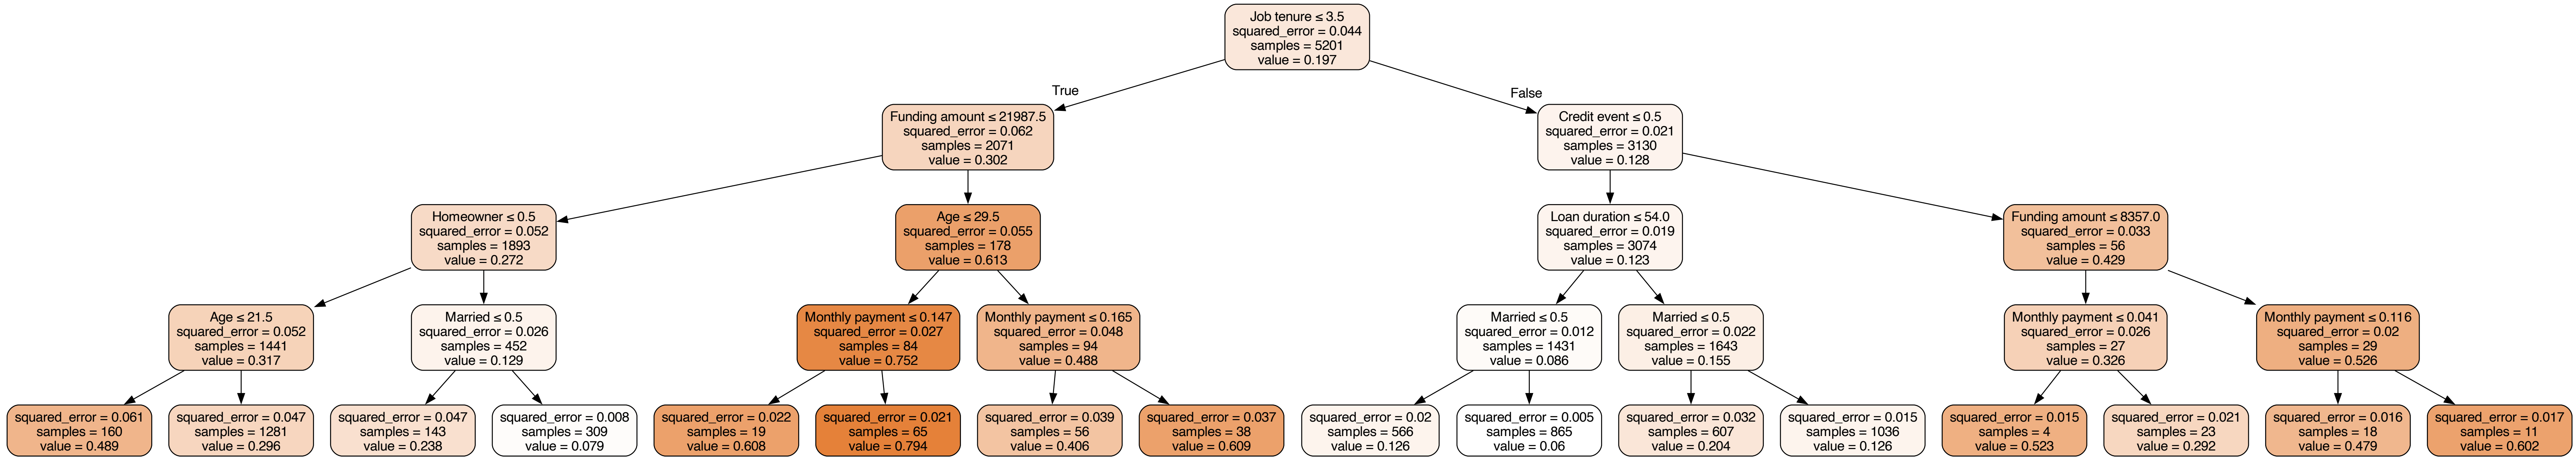 Job tenure ≤ 3.5
squared_error = 0.044
samples = 5201
value = 0.197
True
False
Funding amount ≤ 21987.5
squared_error = 0.062
samples = 2071
value = 0.302
Credit event ≤ 0.5
squared_error = 0.021
samples = 3130
value = 0.128
Homeowner ≤ 0.5
squared_error = 0.052
samples = 1893
value = 0.272
Age ≤ 29.5
squared_error = 0.055
samples = 178
value = 0.613
Loan duration ≤ 54.0
squared_error = 0.019
samples = 3074
value = 0.123
Funding amount ≤ 8357.0
squared_error = 0.033
samples = 56
value = 0.429
Age ≤ 21.5
squared_error = 0.052
samples = 1441
value = 0.317
Married ≤ 0.5
squared_error = 0.026
samples = 452
value = 0.129
Monthly payment ≤ 0.147
squared_error = 0.027
samples = 84
value = 0.752
Monthly payment ≤ 0.165
squared_error = 0.048
samples = 94
value = 0.488
Married ≤ 0.5
squared_error = 0.012
samples = 1431
value = 0.086
Married ≤ 0.5
squared_error = 0.022
samples = 1643
value = 0.155
Monthly payment ≤ 0.041
squared_error = 0.026
samples = 27
value = 0.326
Monthly payment ≤ 0.116
squared_error = 0.02
samples = 29
value = 0.526
squared_error = 0.061
samples = 160
value = 0.489
squared_error = 0.047
samples = 1281
value = 0.296
squared_error = 0.047
samples = 143
value = 0.238
squared_error = 0.008
samples = 309
value = 0.079
squared_error = 0.022
samples = 19
value = 0.608
squared_error = 0.021
samples = 65
value = 0.794
squared_error = 0.039
samples = 56
value = 0.406
squared_error = 0.037
samples = 38
value = 0.609
squared_error = 0.02
samples = 566
value = 0.126
squared_error = 0.005
samples = 865
value = 0.06
squared_error = 0.032
samples = 607
value = 0.204
squared_error = 0.015
samples = 1036
value = 0.126
squared_error = 0.015
samples = 4
value = 0.523
squared_error = 0.021
samples = 23
value = 0.292
squared_error = 0.016
samples = 18
value = 0.479
squared_error = 0.017
samples = 11
value = 0.602